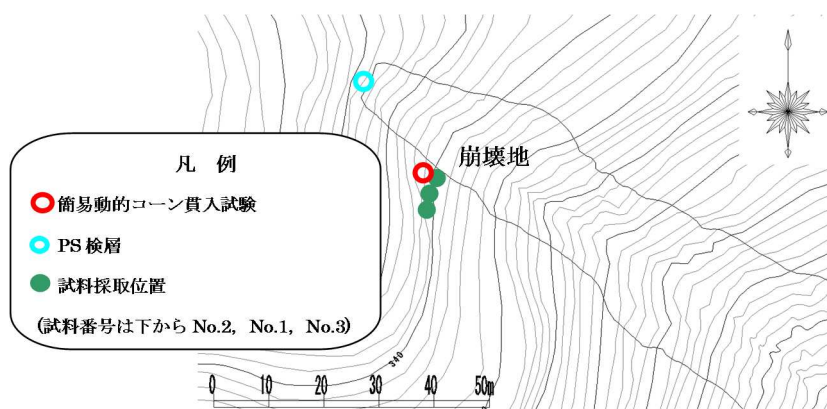 崩壊地
凡 例
簡易動的コーン貫入試験
PS 検層
試料採取位置
(試料番号は下から No.2, No.1, No.3)
340
0 10 20 30 40 50m